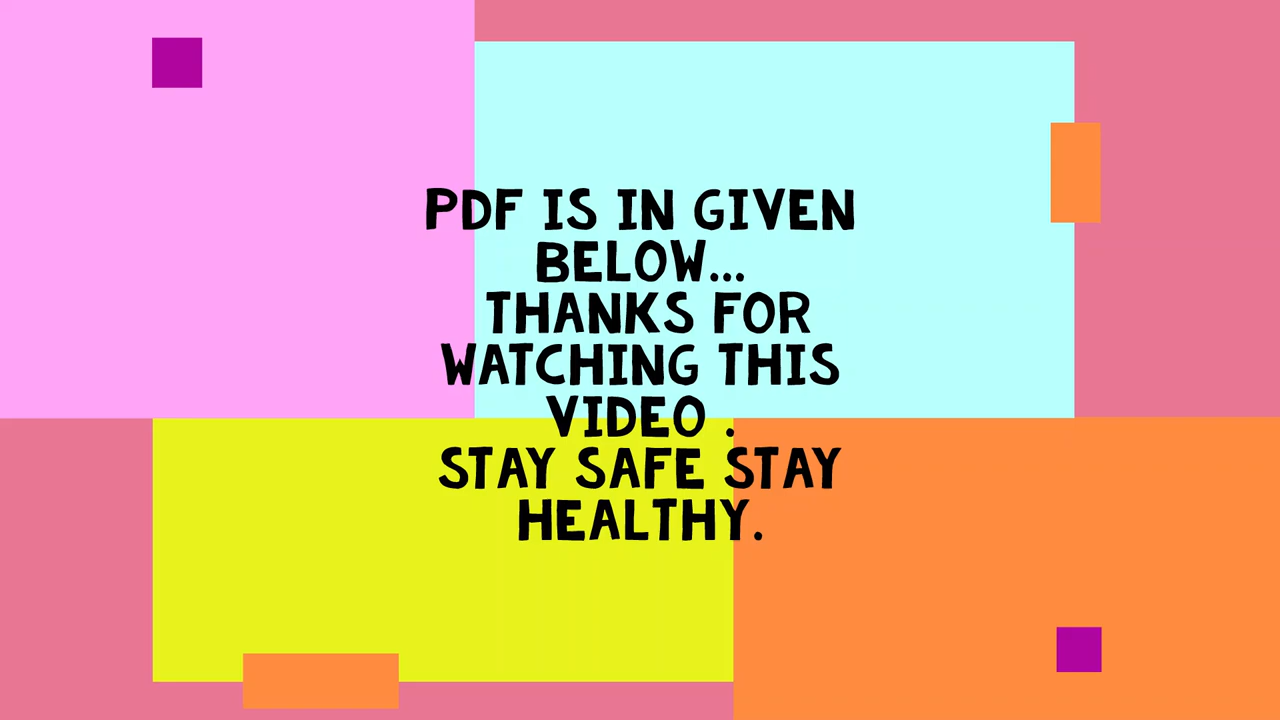 PDF IS IN GIVEN
BELOW...
THANKS FOR
WATCHING THIS
VIDEO .
STAY SAFE STAY
HEALTHY.